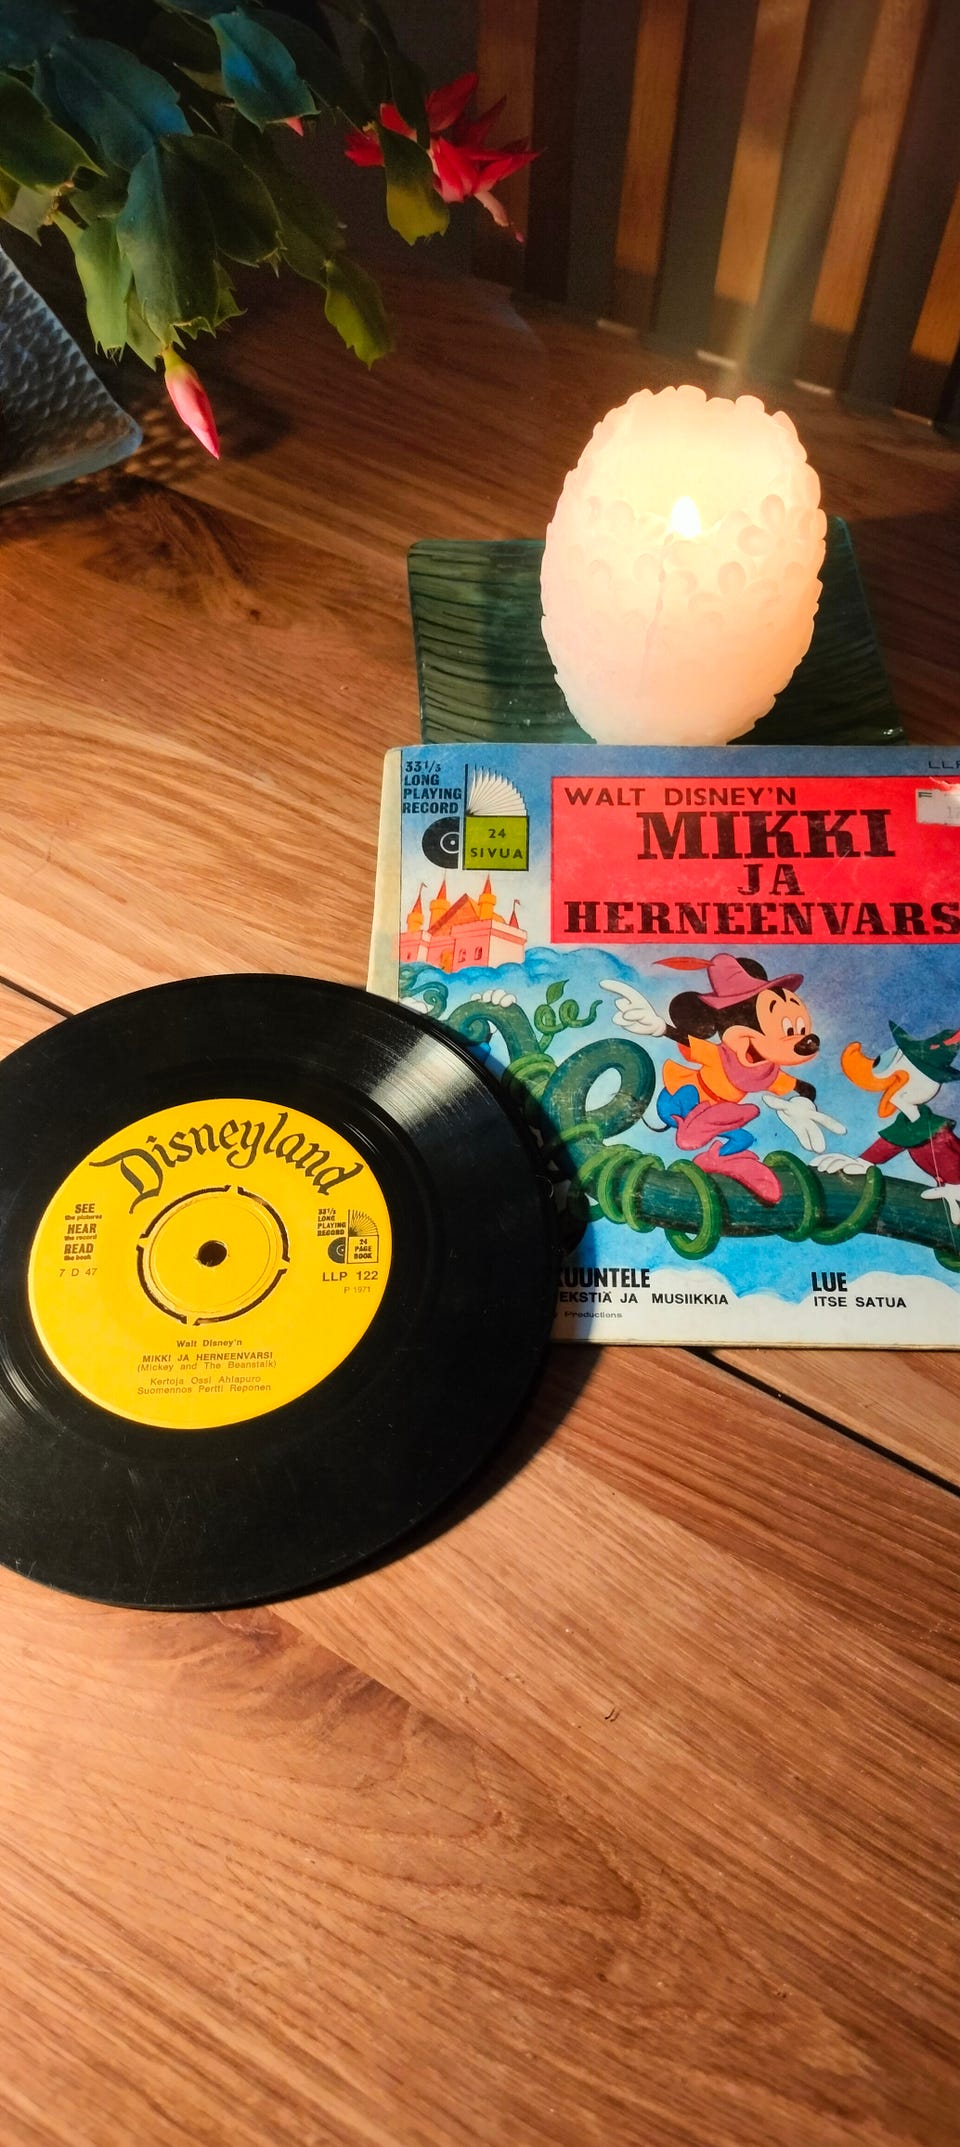 33⅓
LONG
PLAYING
RECORD
24
SIVUA
WALT DISNEY'N
MIKKI
JA
HERNEENVARS
KUUNTELE
EKSTIÄ JA MUSIIKKIA
Productions
LUE
ITSE SATUA
Disneyland
SEE
the pictures
HEAR
the record
READ
the book
7 D 47
33⅓
LONG
PLAYING
RECORD
24
PAGE
BOOK
LLP 122
P 1971
Walt Disney'n
MIKKI JA HERNEENVARSI
(Mickey and The Beanstalk)
Kertoja Ossi Ahlapuro
Suomennos Pertti Reponen